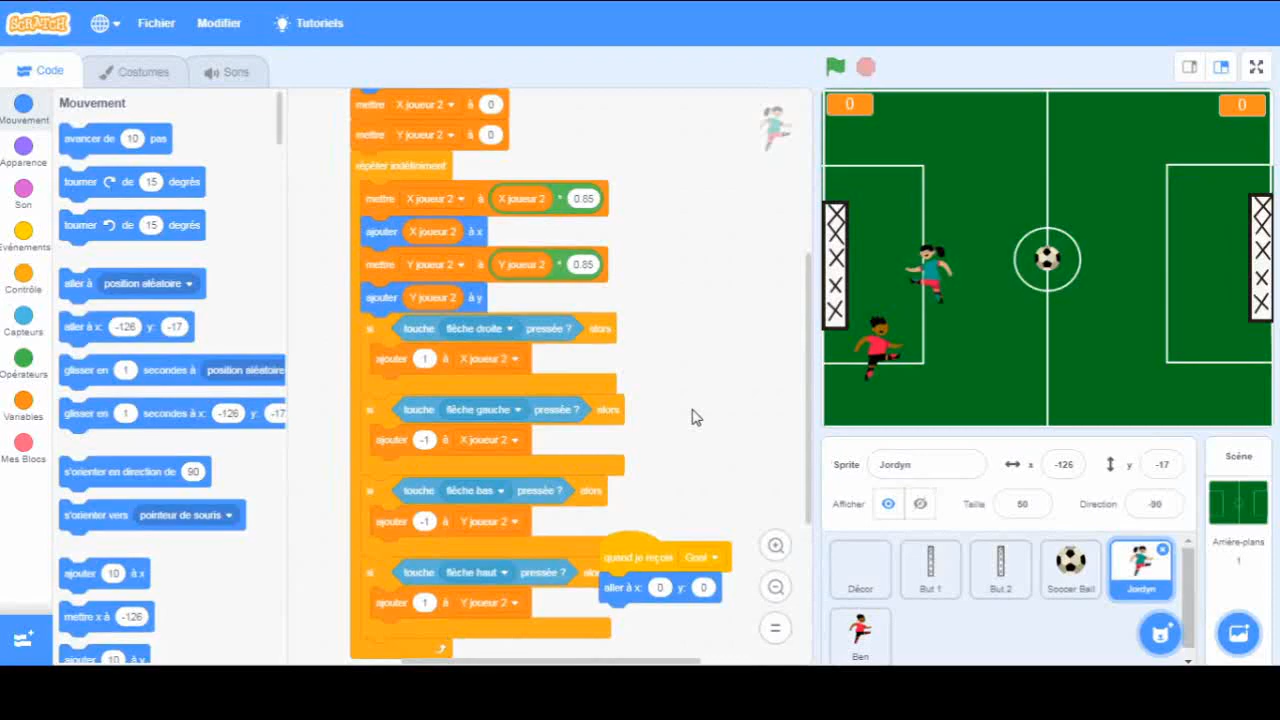 SCRATCH
Fichier
Modifier
Tutoriels
Code
Costumes
Sons
Mouvement
Apparence
Son
Evénements
Contrôle
Capteurs
Opérateurs
Variables
Mes Blocs
Mouvement
avancer de 10 pas
tourner de 15 degrés
tourner de 15 degrés
aller à position aléatoire
aller à x: -126 y: -17
glisser en 1 secondes à position aléatoire
glisser en 1 secondes à x: -126 y: -17
s'orienter en direction de 90
s'orienter vers pointeur de souris
ajouter 10 à x
mettre x à -126
ajouter 10 à y
mettre X joueur 2 à 0
mettre Y joueur 2 à 0
répéter indéfiniment
mettre X joueur 2 à X joueur 2 * 0.85
ajouter X joueur 2 à x
mettre Y joueur 2 à Y joueur 2 * 0.85
ajouter Y joueur 2 à y
si touche flèche droite pressée ? alors
ajouter 1 à X joueur 2
si touche flèche gauche pressée ? alors
ajouter -1 à X joueur 2
si touche flèche bas pressée ? alors
ajouter -1 à Y joueur 2
si touche flèche haut pressée ? alors
ajouter 1 à Y joueur 2
quand je reçois Goal
aller à x: 0 y: 0
0
0
Sprite Jordyn x -126 y -17
Afficher Taille 50 Direction -90
Décor
But 1
But 2
Soccer Ball
Jordyn
Ben
Scène
Arrière-plans
1